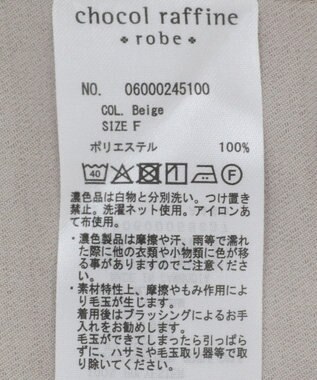 chocol raffine
robe
NO. 06000245100
COL. Beige
SIZE F
ポリエステル 100%
40 F
濃色品は白物と分別洗い。つけ置き
禁止。洗濯ネット使用。アイロンあ
て布使用。
・濃色製品は摩擦や汗、雨等で濡れ
た際に他の衣類や小物類に色が移
る事がありますのでご注意くださ
い。
・素材特性上、摩擦やもみ作用によ
り毛玉が生じます。
着用後はブラッシングによるお手
入れをお勧めします。
毛玉ができてしまったら引っぱら
ずに、ハサミや毛玉取り器等で取
り除いてください。